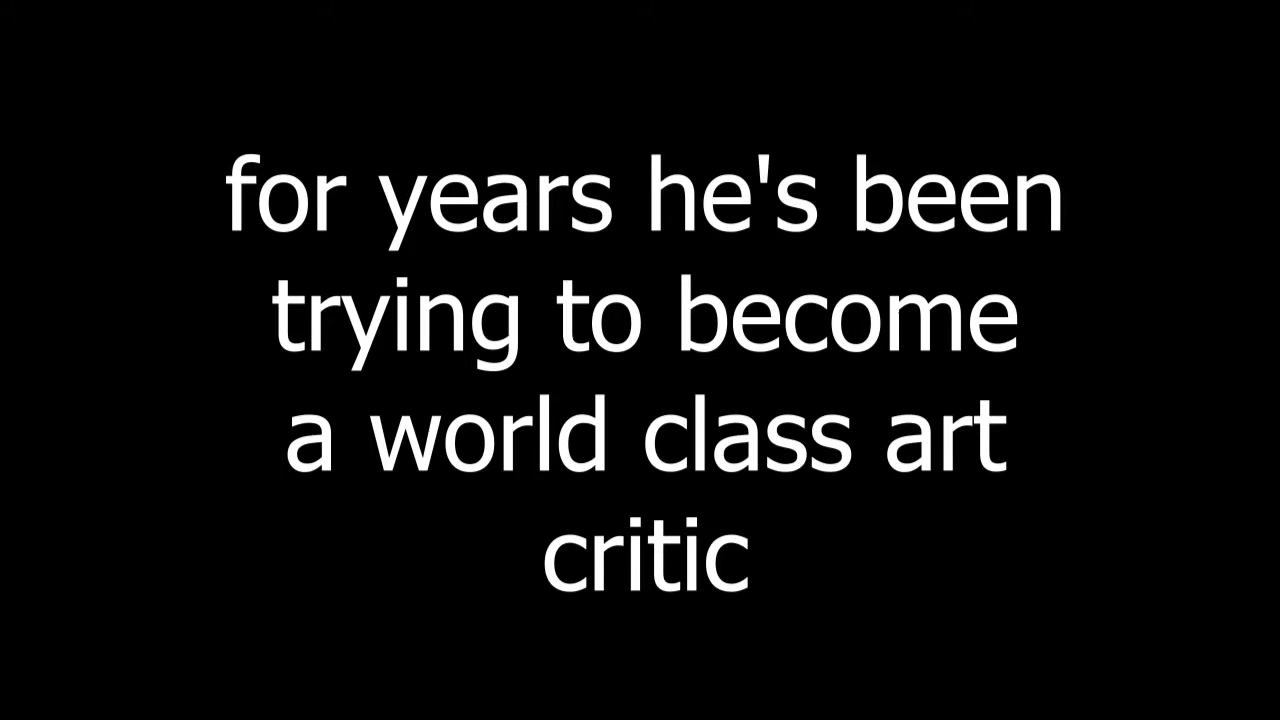 for years he's been
trying to become
a world class art
critic